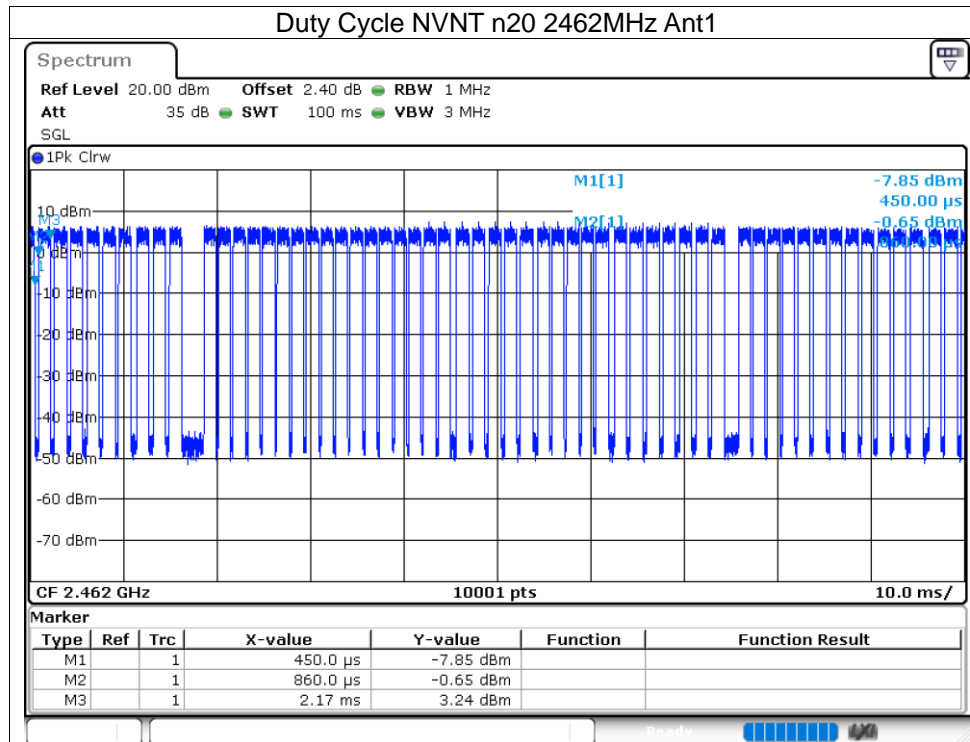 Duty Cycle NVNT n20 2462MHz Ant1
Spectrum
Ref Level 20.00 dBm Offset 2.40 dB RBW 1 MHz
Att 35 dB SWT 100 ms VBW 3 MHz
SGL
1Pk Clrw
M1[1] -7.85 dBm
450.00 µs
10 dBm
M3 M2[1] -0.65 dBm
0 dBm
-10 dBm
-20 dBm
-30 dBm
-40 dBm
-50 dBm
-60 dBm
-70 dBm
CF 2.462 GHz 10001 pts 10.0 ms/
Marker
Type Ref Trc X-value Y-value Function Function Result
M1 1 450.0 µs -7.85 dBm
M2 1 860.0 µs -0.65 dBm
M3 1 2.17 ms 3.24 dBm
Ready LXI